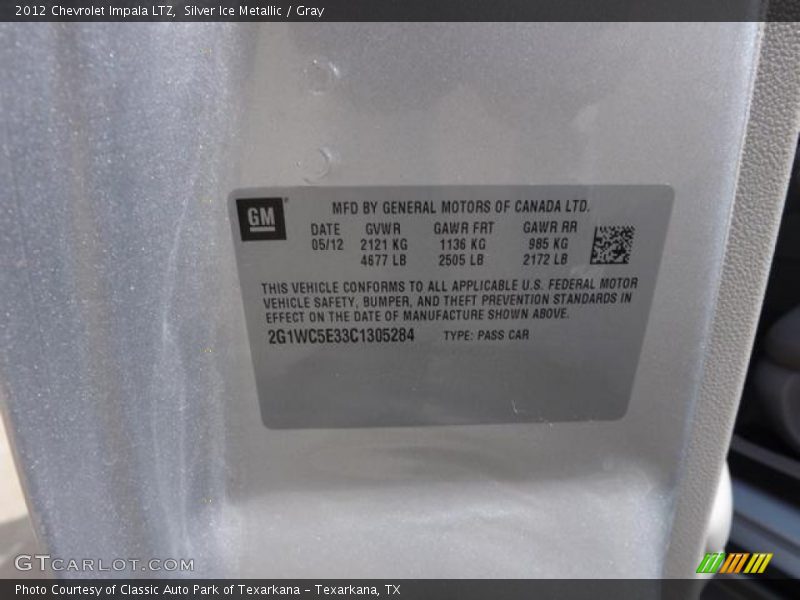 2012 Chevrolet Impala LTZ, Silver Ice Metallic / Gray
GM
MFD BY GENERAL MOTORS OF CANADA LTD.
DATE GVWR GAWR FRT GAWR RR
05/12 2121 KG 1136 KG 985 KG
4677 LB 2505 LB 2172 LB
THIS VEHICLE CONFORMS TO ALL APPLICABLE U.S. FEDERAL MOTOR
VEHICLE SAFETY, BUMPER, AND THEFT PREVENTION STANDARDS IN
EFFECT ON THE DATE OF MANUFACTURE SHOWN ABOVE.
2G1WC5E33C1305284 TYPE: PASS CAR
GTCARLOT.COM
Photo Courtesy of Classic Auto Park of Texarkana - Texarkana, TX